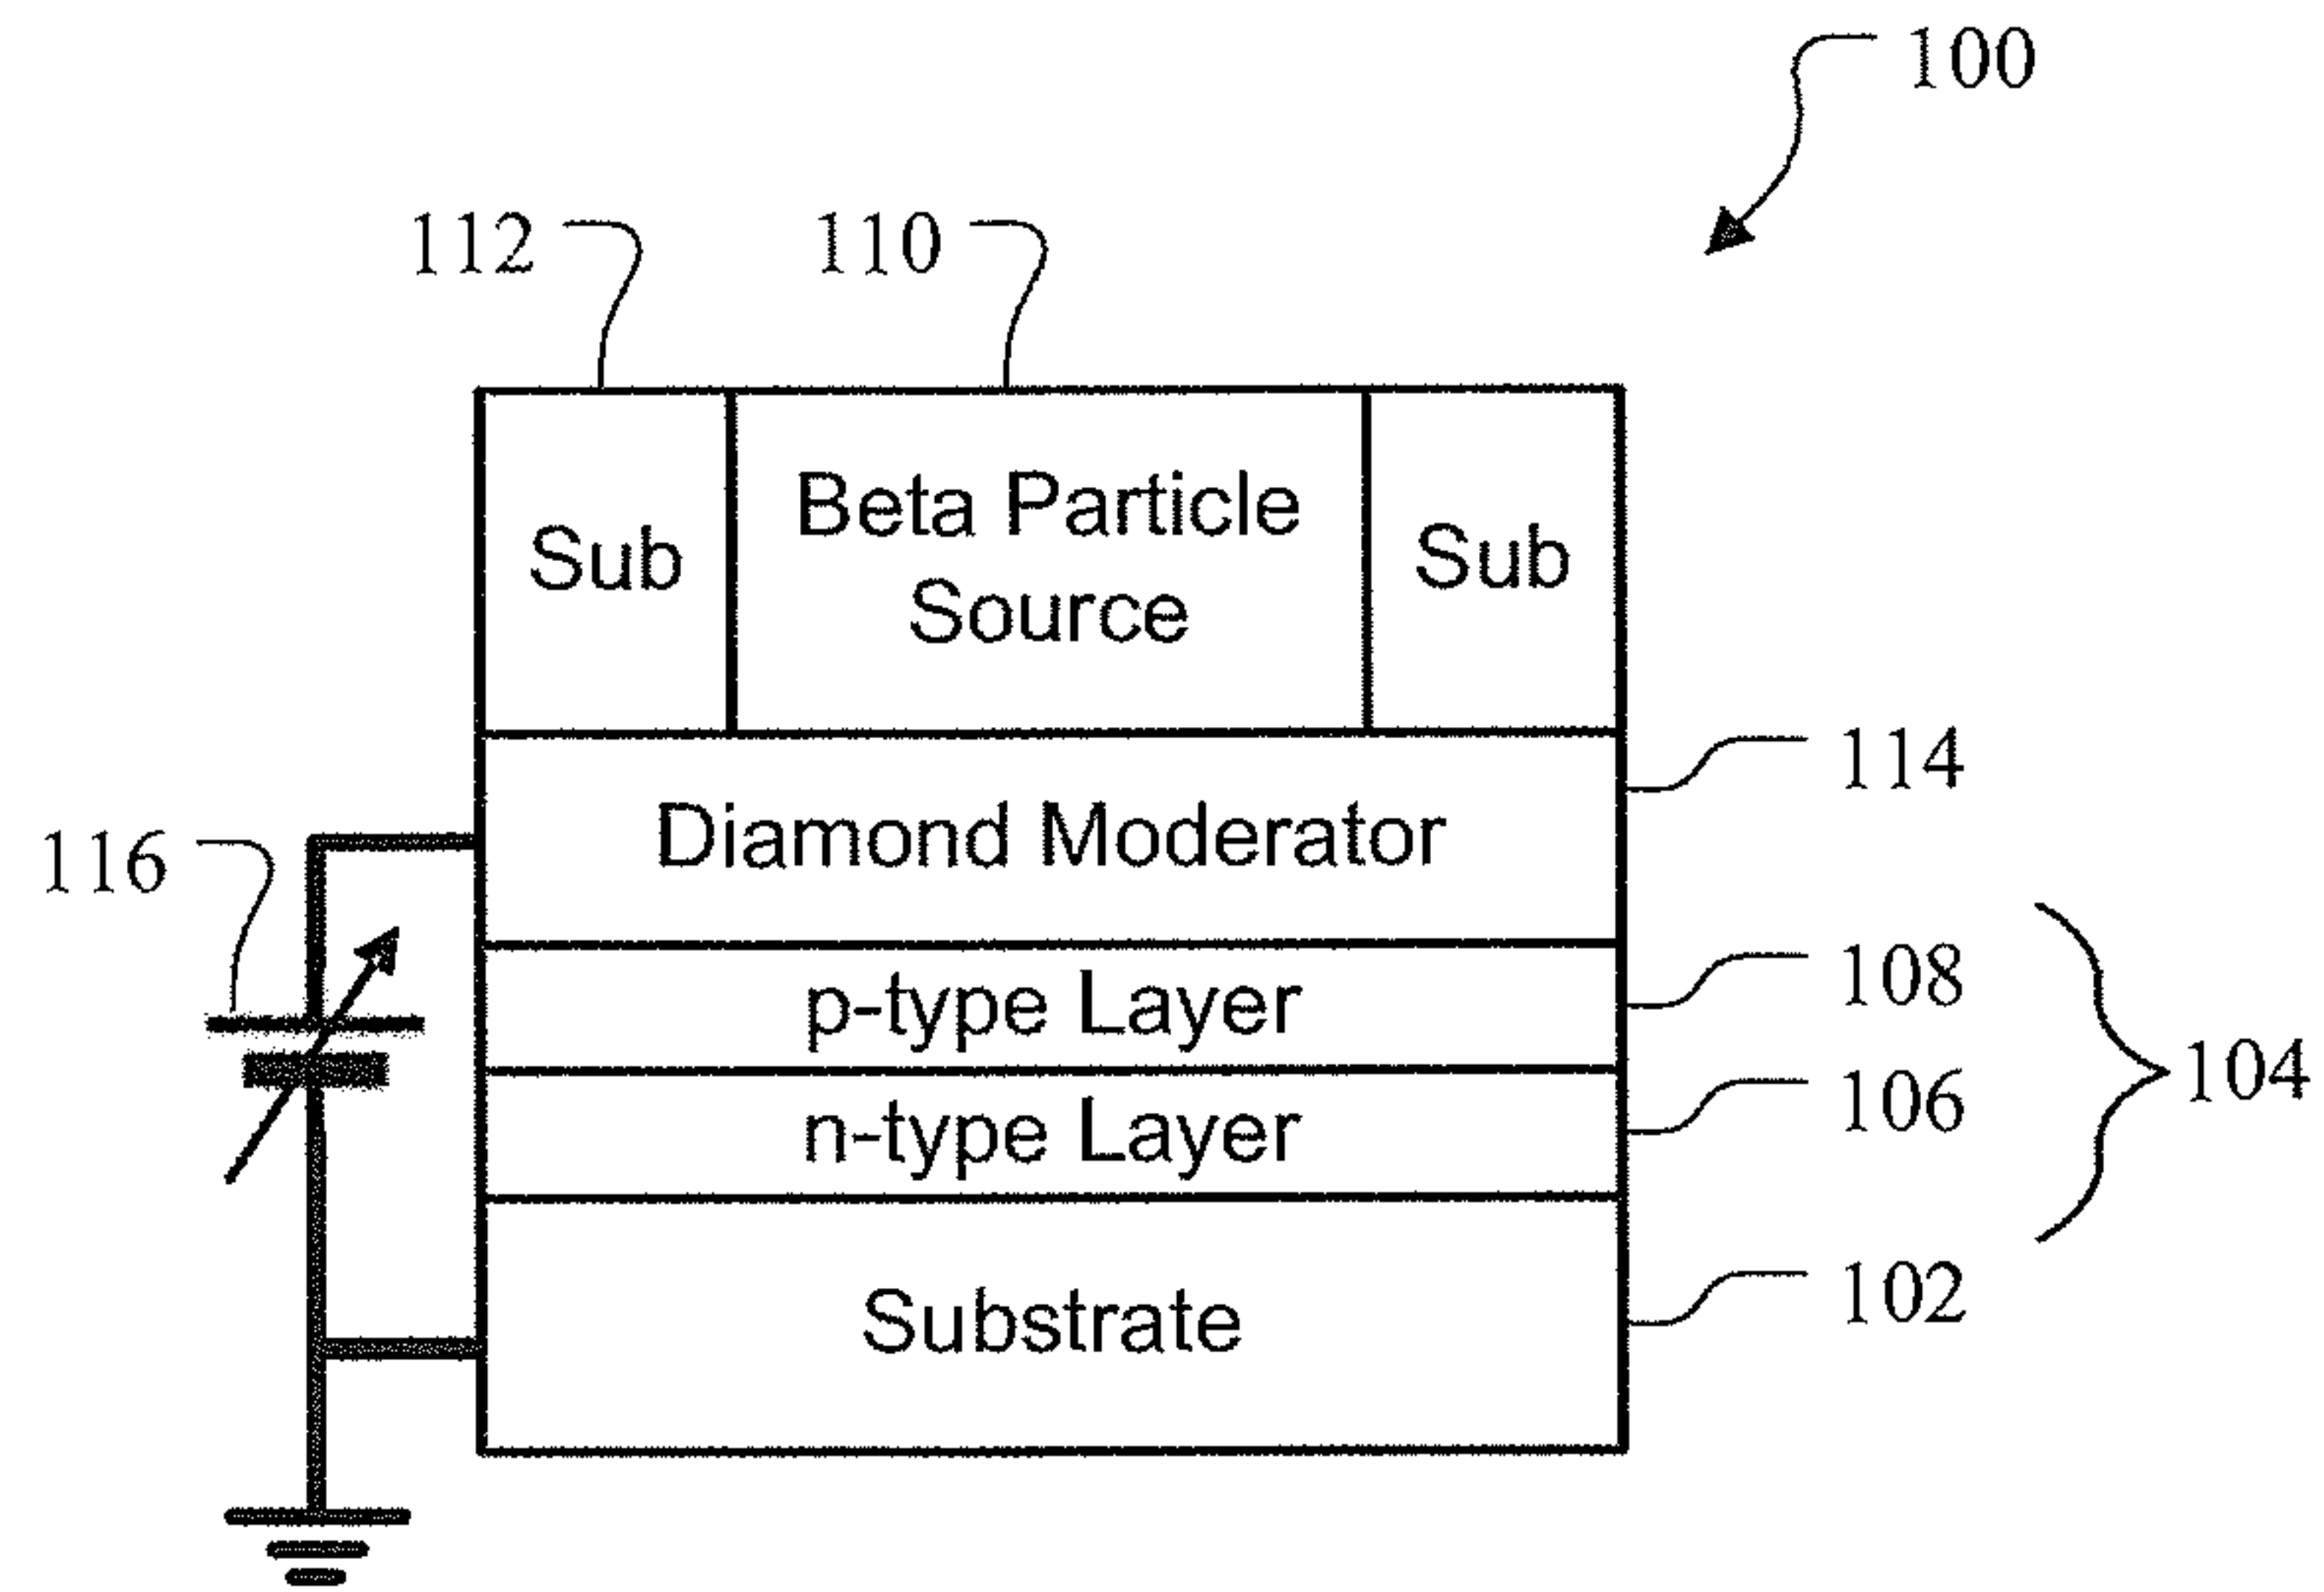 100
112
110
Sub
Beta Particle
Source
Sub
114
Diamond Moderator
116
p-type Layer
108
104
n-type Layer
106
Substrate
102